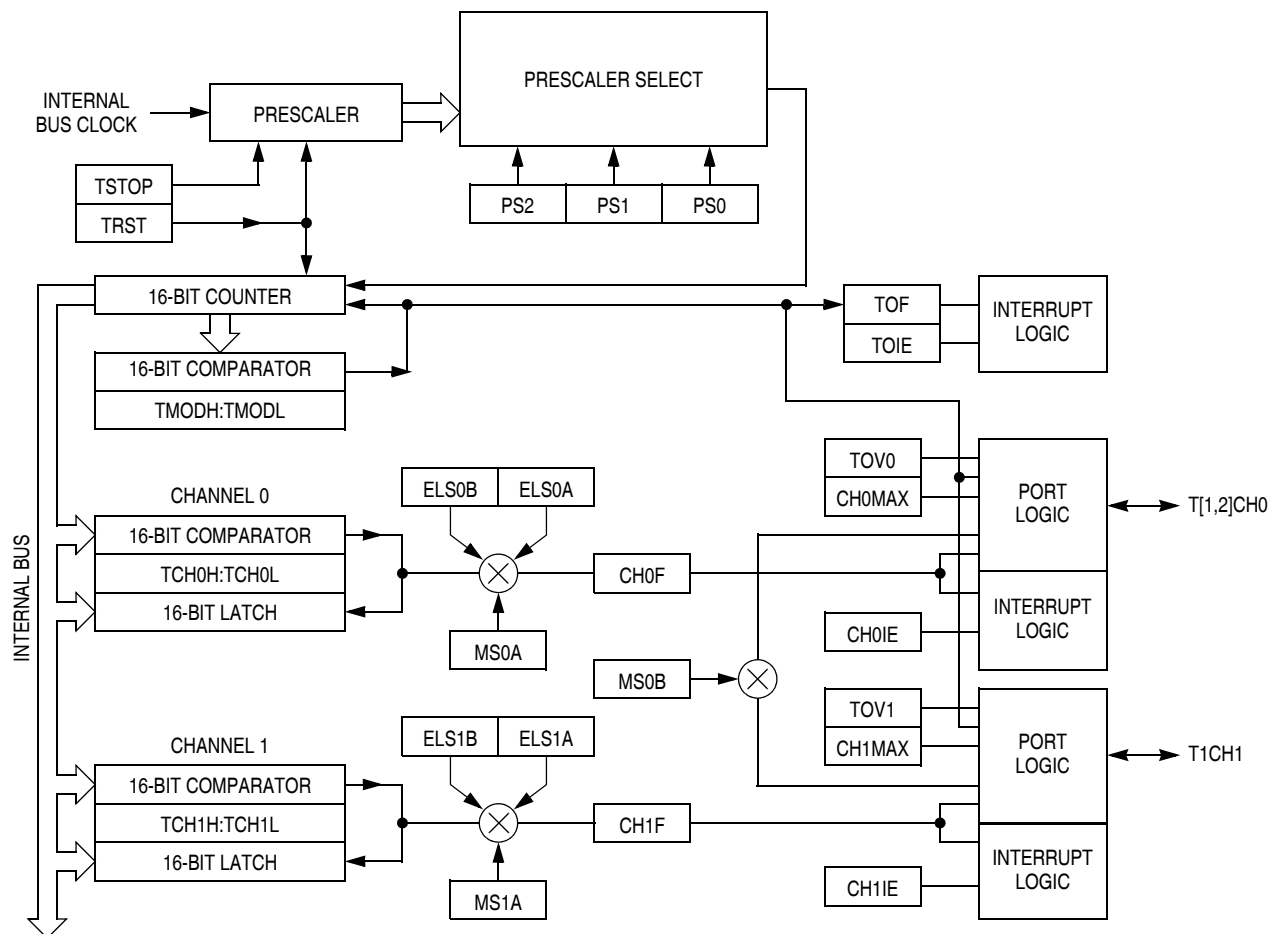 PRESCALER SELECT
INTERNAL
BUS CLOCK
PRESCALER
TSTOP
TRST
PS2 PS1 PS0
16-BIT COUNTER
16-BIT COMPARATOR
TMODH:TMODL
TOF
TOIE
INTERRUPT
LOGIC
INTERNAL BUS
CHANNEL 0
16-BIT COMPARATOR
TCH0H:TCH0L
16-BIT LATCH
ELS0B ELS0A
MS0A
CH0F
TOV0
CH0MAX
PORT
LOGIC
T[1,2]CH0
INTERRUPT
LOGIC
CH0IE
MS0B
CHANNEL 1
16-BIT COMPARATOR
TCH1H:TCH1L
16-BIT LATCH
ELS1B ELS1A
MS1A
CH1F
TOV1
CH1MAX
PORT
LOGIC
T1CH1
INTERRUPT
LOGIC
CH1IE